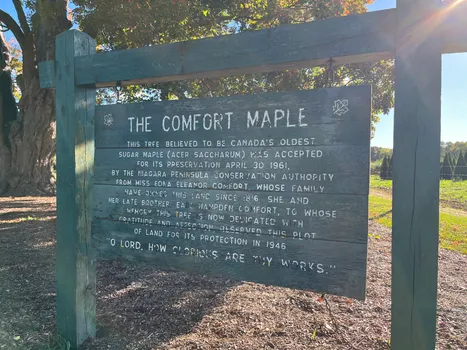 THE COMFORT MAPLE
THIS TREE BELIEVED TO BE CANADA'S OLDEST
SUGAR MAPLE (ACER SACCHARUM) WAS ACCEPTED
FOR ITS PRESERVATION APRIL 30 1961,
BY THE NIAGARA PENINSULA CONSERVATION AUTHORITY
FROM MISS EDNA ELEANOR COMFORT, WHOSE FAMILY
HAVE OWNED THIS LAND SINCE 1816. SHE AND
HER LATE BROTHER, EARL HAMPDEN COMFORT, TO WHOSE
MEMORY THIS TREE IS NOW DEDICATED WITH
GRATITUDE AND AFFECTION, RESERVED THIS PLOT
OF LAND FOR ITS PROTECTION IN 1946
"O LORD, HOW GLORIOUS ARE THY WORKS."